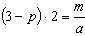 (3 − p) · 2 = m/a